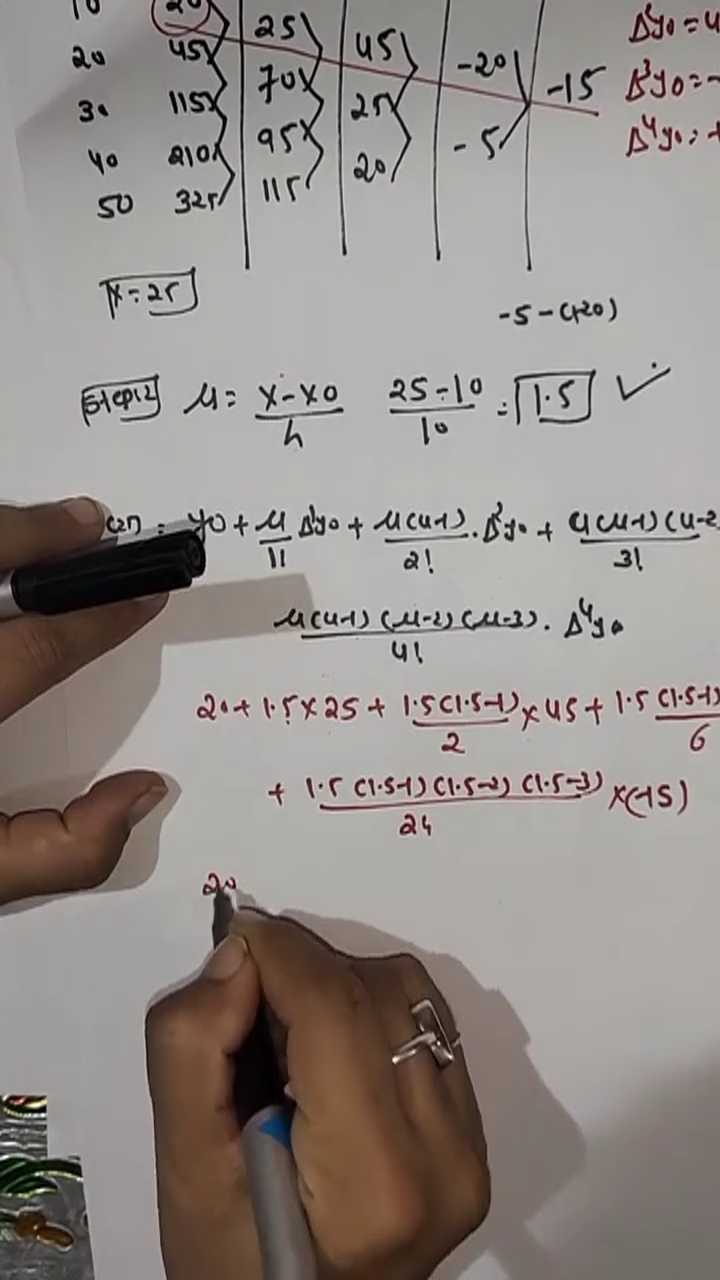 10 20 25 45 -20 -15 Δ²y0 =
20 45 70 25 -5 Δ³y0 = -
30 115 95 20 Δ⁴y0 =
40 210 115
50 325
x = 25
-5-(+20)
Step:2 μ = x-x0/h 25-10/10 = 1.5 ✓
= y0 + μ/1! Δ¹y0 + μ(μ-1)/2! . Δ²y0 + μ(μ-1)(μ-2/3!
μ(μ-1)(μ-2)(μ-3)/4! . Δ⁴y0
20 + 1.5 × 25 + 1.5(1.5-1)/2 × 45 + 1.5(1.5-1)/6
+ 1.5(1.5-1)(1.5-2)(1.5-3)/24 × (-15)
20